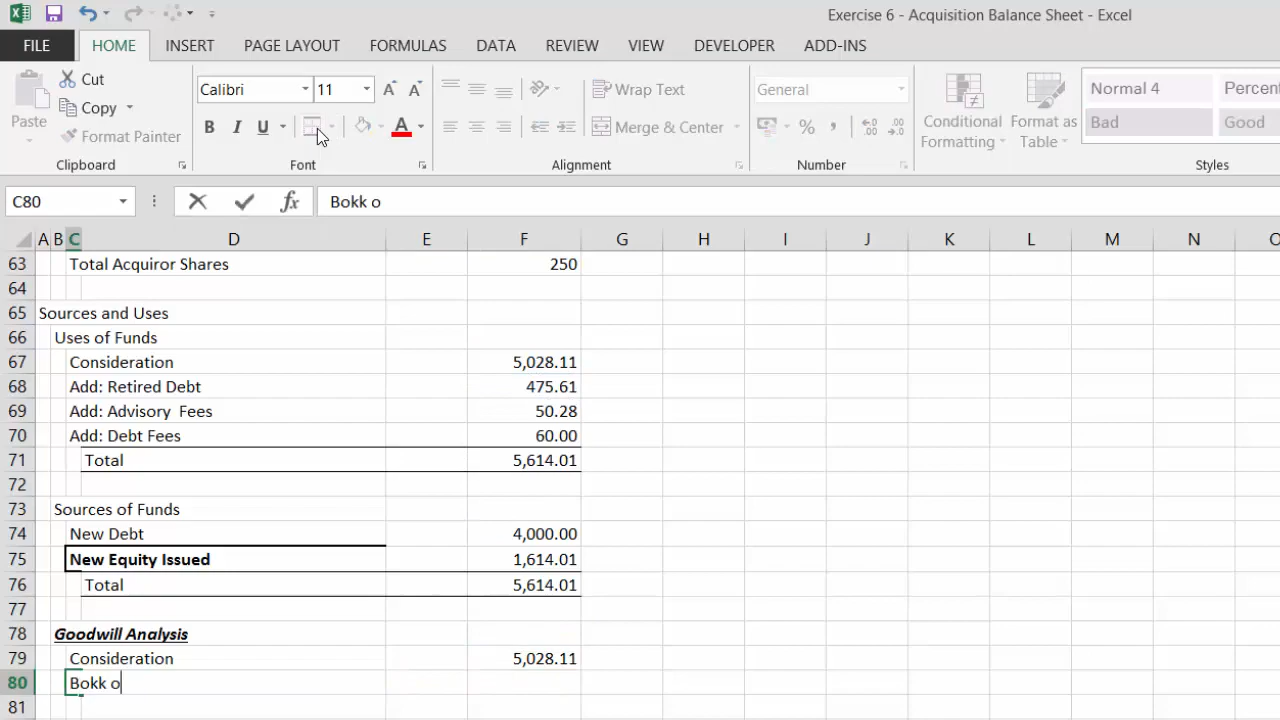 Exercise 6 - Acquisition Balance Sheet - Excel
FILE HOME INSERT PAGE LAYOUT FORMULAS DATA REVIEW VIEW DEVELOPER ADD-INS
Paste Cut Copy Format Painter
Calibri 11 A A
B I U A
Wrap Text
Merge & Center
General
% ,
Conditional Formatting
Format as Table
Normal 4 Percent
Bad Good
Clipboard Font Alignment Number Styles
C80 fx Bokk o
A B C D E F G H I J K L M N O
63 Total Acquiror Shares 250
64
65 Sources and Uses
66 Uses of Funds
67 Consideration 5,028.11
68 Add: Retired Debt 475.61
69 Add: Advisory Fees 50.28
70 Add: Debt Fees 60.00
71 Total 5,614.01
72
73 Sources of Funds
74 New Debt 4,000.00
75 New Equity Issued 1,614.01
76 Total 5,614.01
77
78 Goodwill Analysis
79 Consideration 5,028.11
80 Bokk o
81